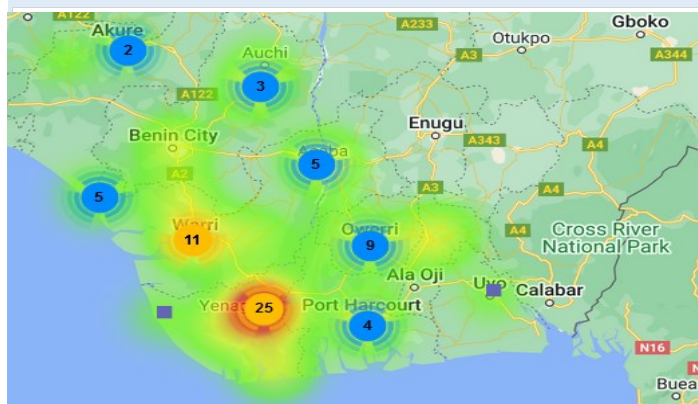 A122
A233
Gboko
Akure
2
Otukpo
A3
A344
Auchi
3
A122
Enugu
Benin City
A343
A4
5
A2
A3
A4
5
Warri
11
Owerri
9
A4
Cross River
National Park
Ala Oji
Uyo
Calabar
25
Port Harcourt
4
N16